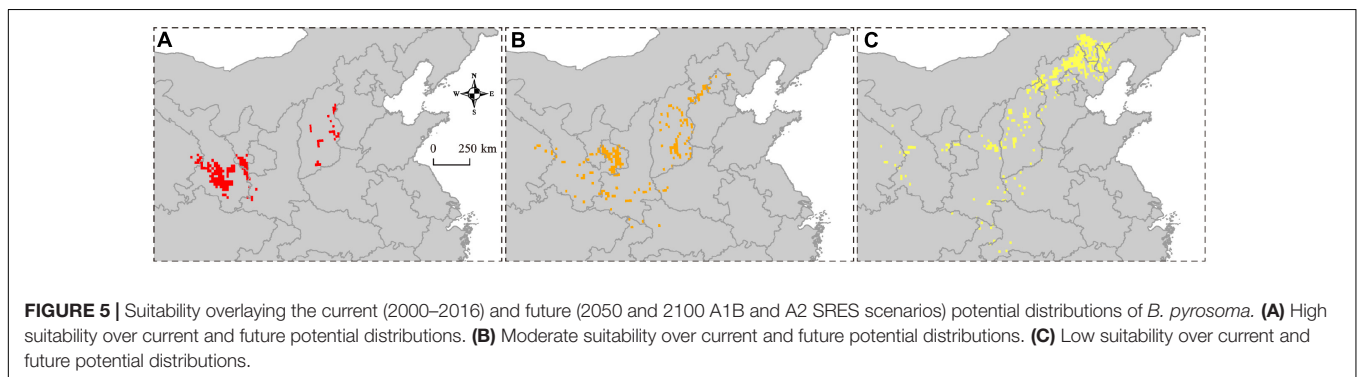 A
B
C
N
W E
S
0 250 km
FIGURE 5 | Suitability overlaying the current (2000–2016) and future (2050 and 2100 A1B and A2 SRES scenarios) potential distributions of B. pyrosoma. (A) High
suitability over current and future potential distributions. (B) Moderate suitability over current and future potential distributions. (C) Low suitability over current and
future potential distributions.